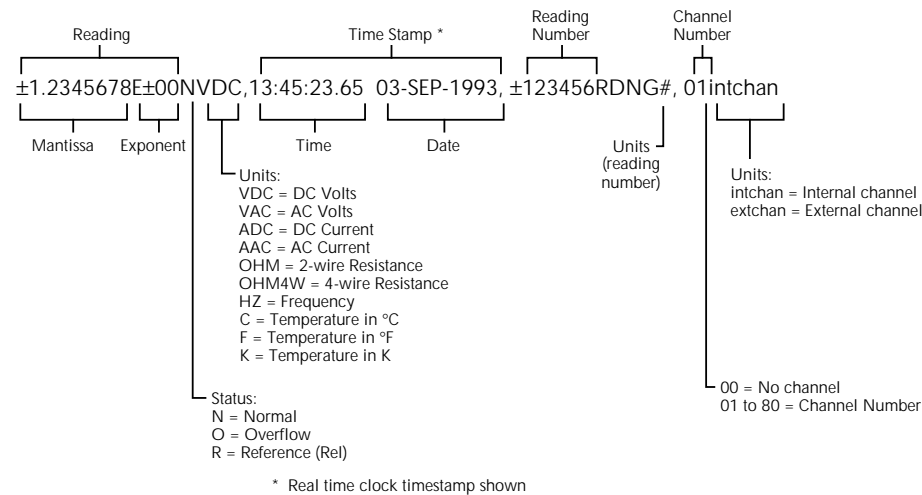 Reading
Time Stamp *
Reading
Number
Channel
Number
±1.2345678E±00NVDC,13:45:23.65 03-SEP-1993, ±123456RDNG#, 01intchan
Mantissa
Exponent
Time
Date
Units
(reading
number)
Units:
intchan = Internal channel
extchan = External channel
Units:
VDC = DC Volts
VAC = AC Volts
ADC = DC Current
AAC = AC Current
OHM = 2-wire Resistance
OHM4W = 4-wire Resistance
HZ = Frequency
C = Temperature in ºC
F = Temperature in ºF
K = Temperature in K
00 = No channel
01 to 80 = Channel Number
Status:
N = Normal
O = Overflow
R = Reference (Rel)
* Real time clock timestamp shown